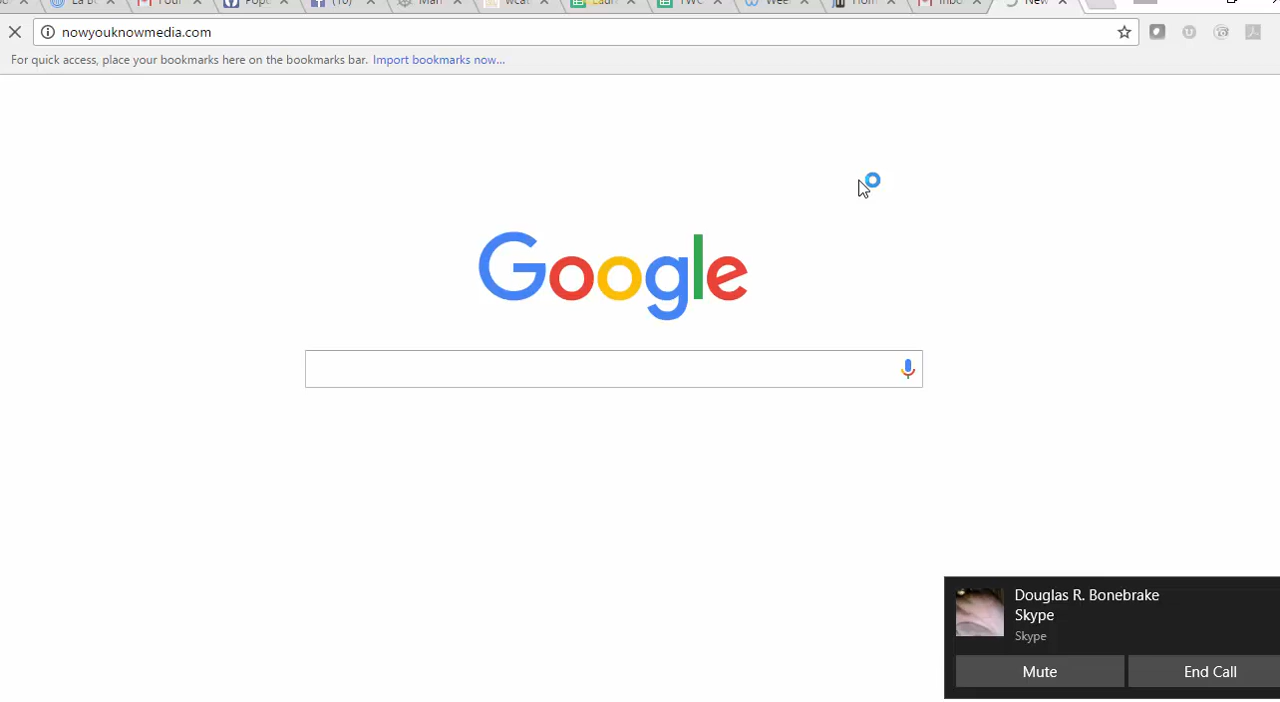 nowyouknowmedia.com
For quick access, place your bookmarks here on the bookmarks bar. Import bookmarks now...
Google
Douglas R. Bonebrake
Skype
Skype
Mute
End Call